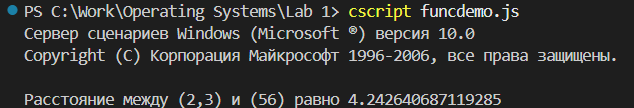 PS C:\Work\Operating Systems\Lab 1> cscript funcdemo.js
Сервер сценариев Windows (Microsoft ®) версия 10.0
Copyright (C) Корпорация Майкрософт 1996-2006, все права защищены.
Расстояние между (2,3) и (56) равно 4.242640687119285